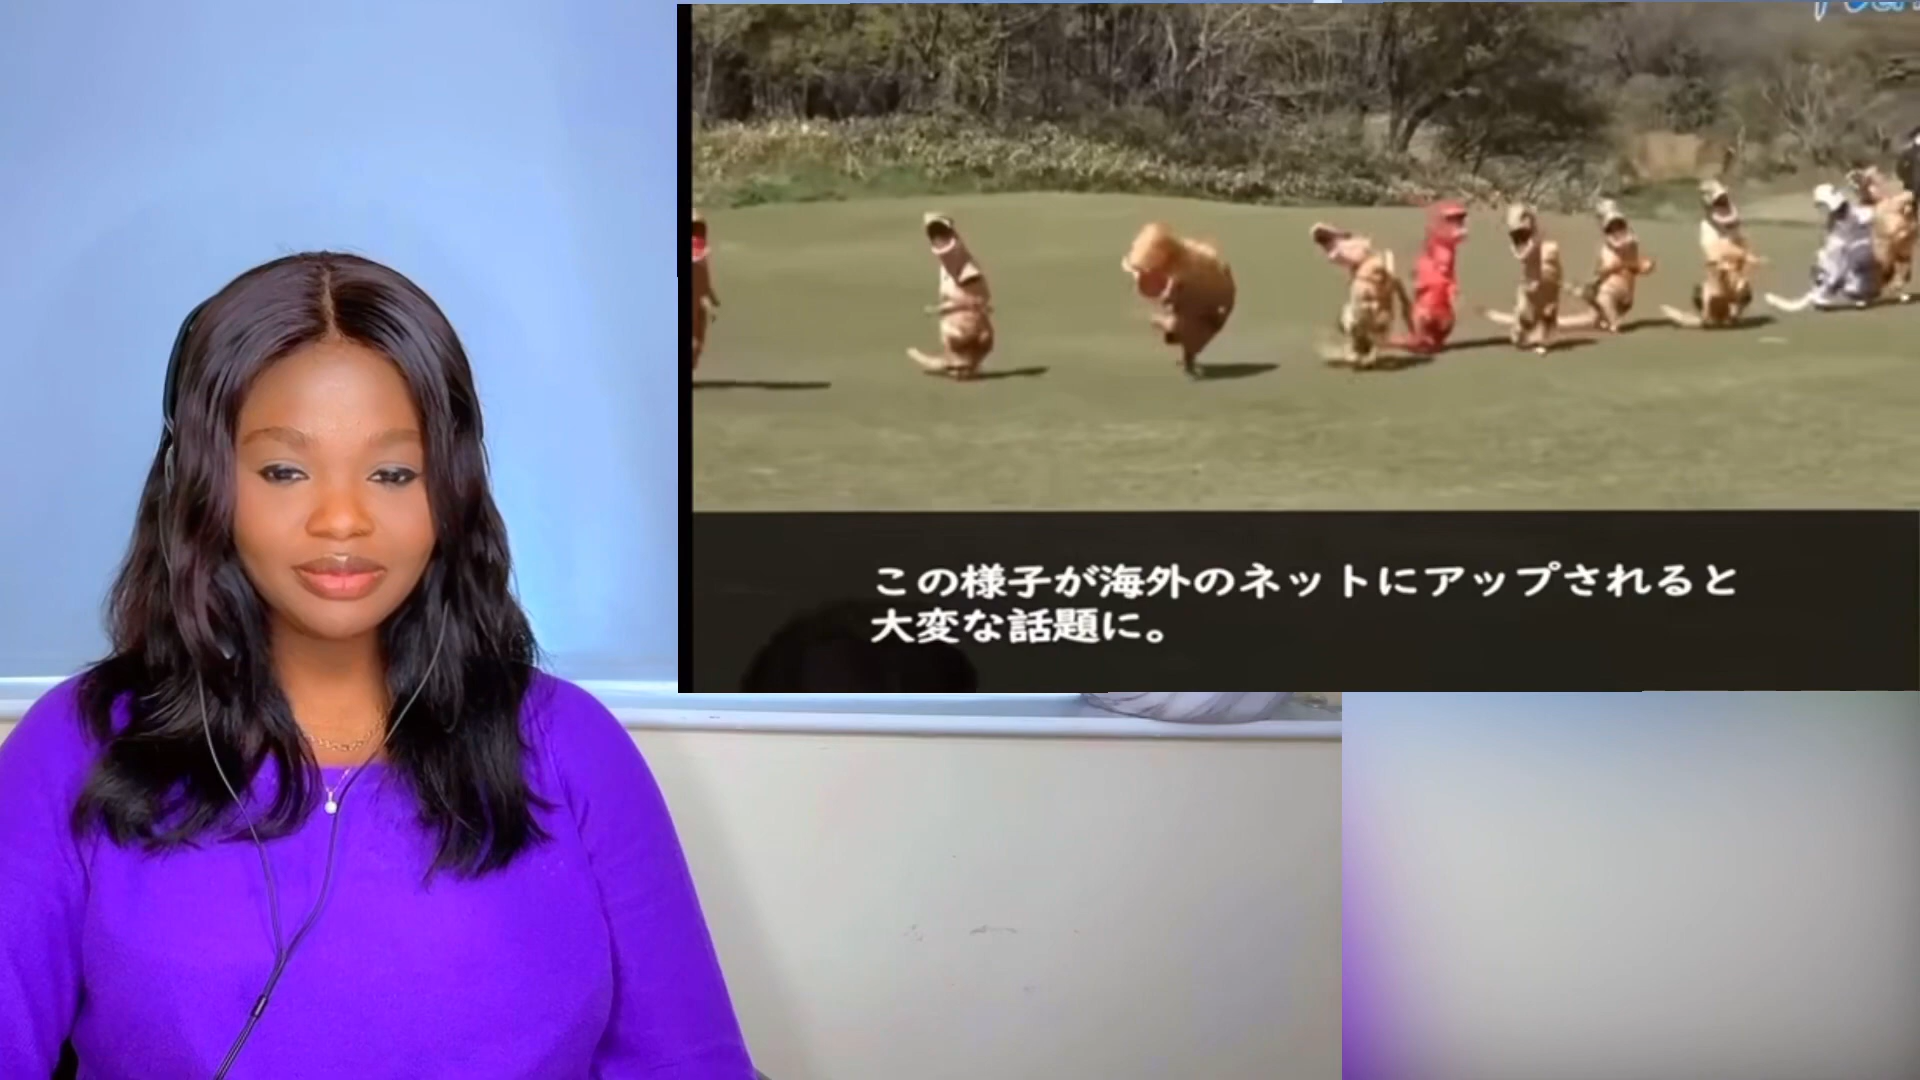 この様子が海外のネットにアップされると
大変な話題に。